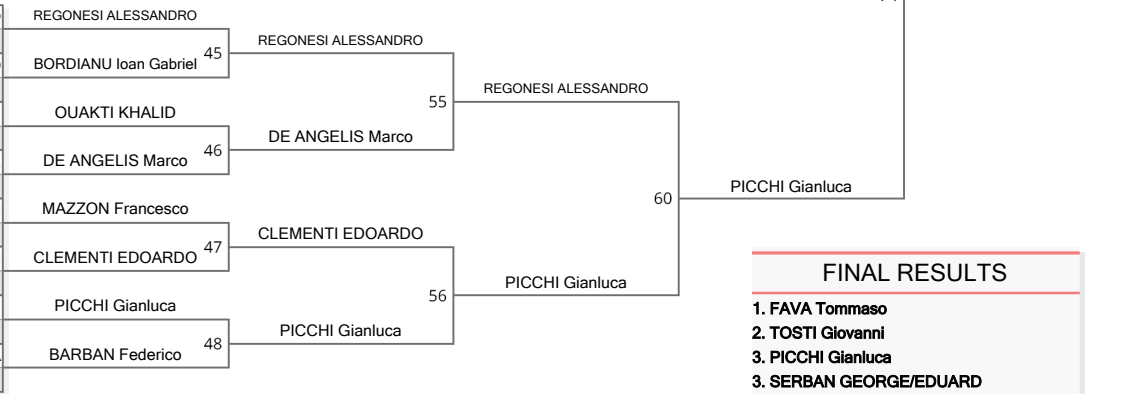 REGONESI ALESSANDRO
45
BORDIANU Ioan Gabriel
REGONESI ALESSANDRO
55
OUAKTI KHALID
46
DE ANGELIS Marco
DE ANGELIS Marco
REGONESI ALESSANDRO
60
MAZZON Francesco
47
CLEMENTI EDOARDO
CLEMENTI EDOARDO
56
PICCHI Gianluca
48
BARBAN Federico
PICCHI Gianluca
PICCHI Gianluca
PICCHI Gianluca
FINAL RESULTS
1. FAVA Tommaso
2. TOSTI Giovanni
3. PICCHI Gianluca
3. SERBAN GEORGE/EDUARD